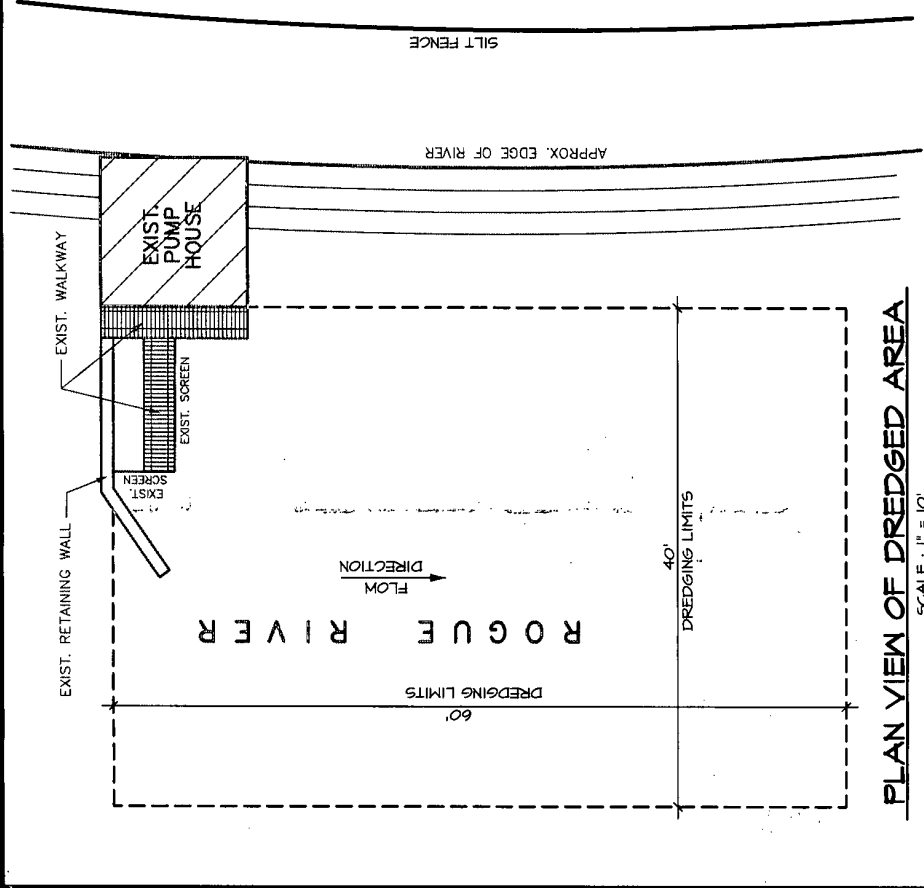 SILT FENCE
APPROX. EDGE OF RIVER
EXIST. WALKWAY
EXIST.
PUMP
HOUSE
EXIST. SCREEN
EXIST.
SCREEN
EXIST. RETAINING WALL
FLOW
DIRECTION
ROGUE RIVER
40'
DREDGING LIMITS
60'
DREDGING LIMITS
PLAN VIEW OF DREDGED AREA
SCALE : 1" = 10'